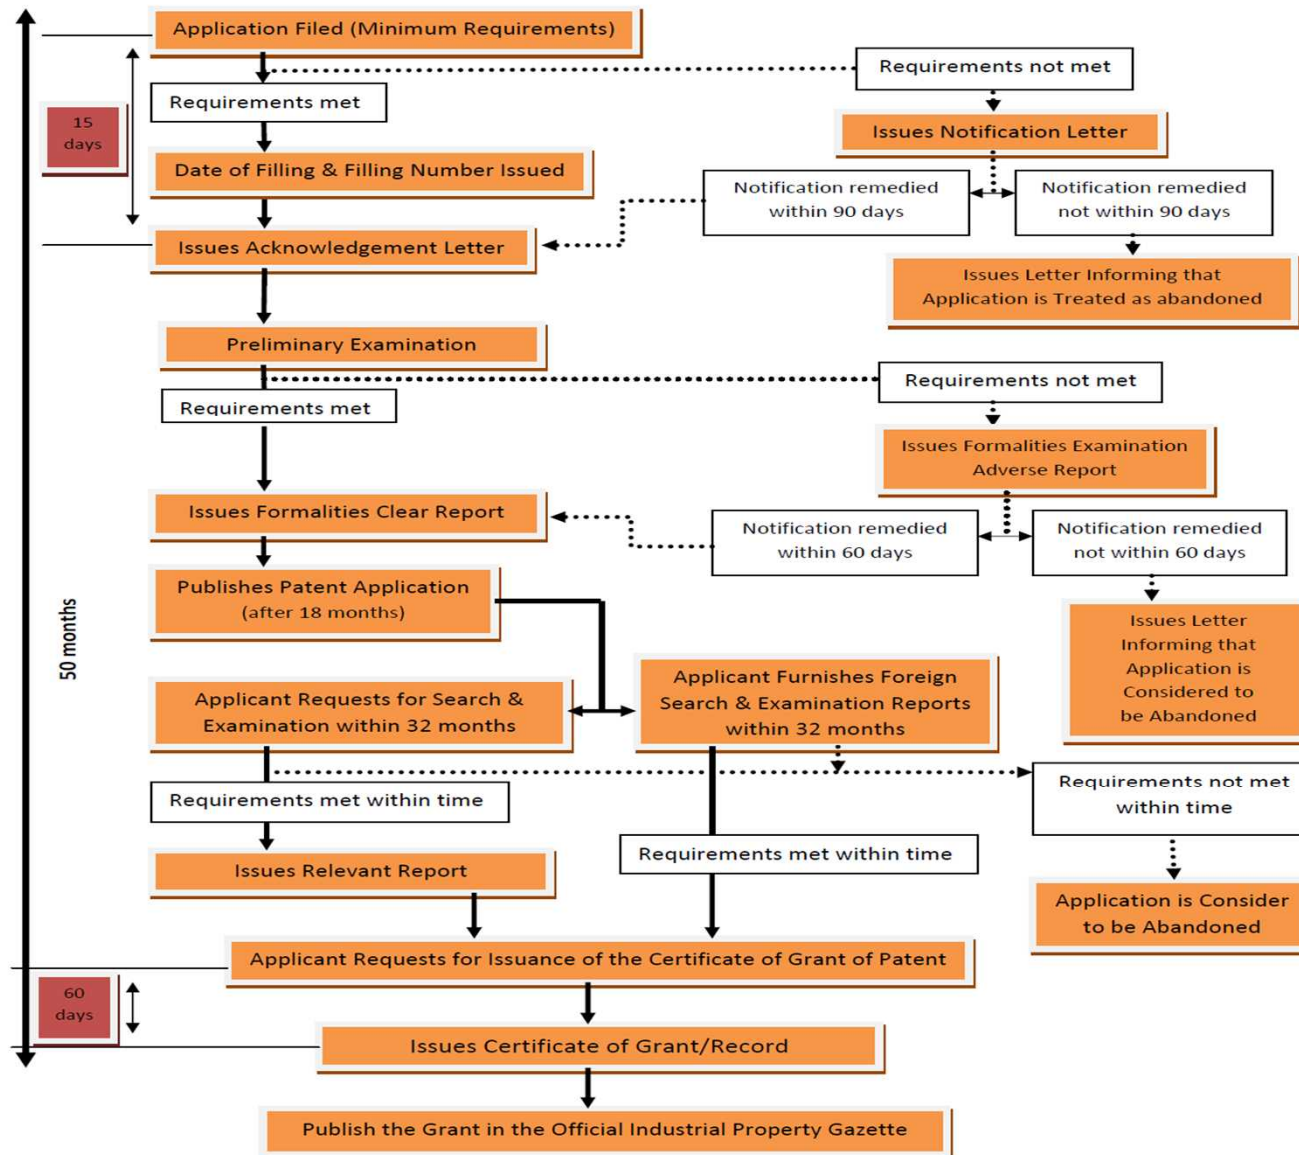 Application Filed (Minimum Requirements)
Requirements not met
Requirements met
15
days
Issues Notification Letter
Date of Filling & Filling Number Issued
Notification remedied
within 90 days
Notification remedied
not within 90 days
Issues Acknowledgement Letter
Issues Letter Informing that
Application is Treated as abandoned
Preliminary Examination
Requirements not met
Requirements met
Issues Formalities Examination
Adverse Report
Issues Formalities Clear Report
Notification remedied
within 60 days
Notification remedied
not within 60 days
Publishes Patent Application
(after 18 months)
Issues Letter
Informing that
Application is
Considered to
be Abandoned
50 months
Applicant Requests for Search &
Examination within 32 months
Applicant Furnishes Foreign
Search & Examination Reports
within 32 months
Requirements met within time
Requirements not met
within time
Issues Relevant Report
Requirements met within time
Application is Consider
to be Abandoned
Applicant Requests for Issuance of the Certificate of Grant of Patent
60
days
Issues Certificate of Grant/Record
Publish the Grant in the Official Industrial Property Gazette